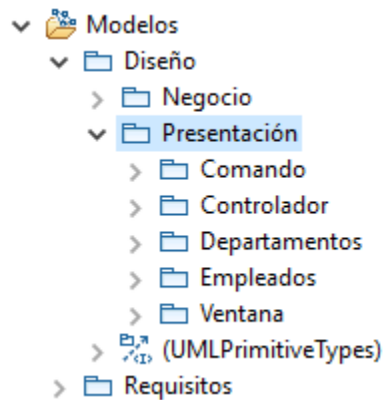 Modelos
Diseño
Negocio
Presentación
Comando
Controlador
Departamentos
Empleados
Ventana
(UMLPrimitiveTypes)
Requisitos